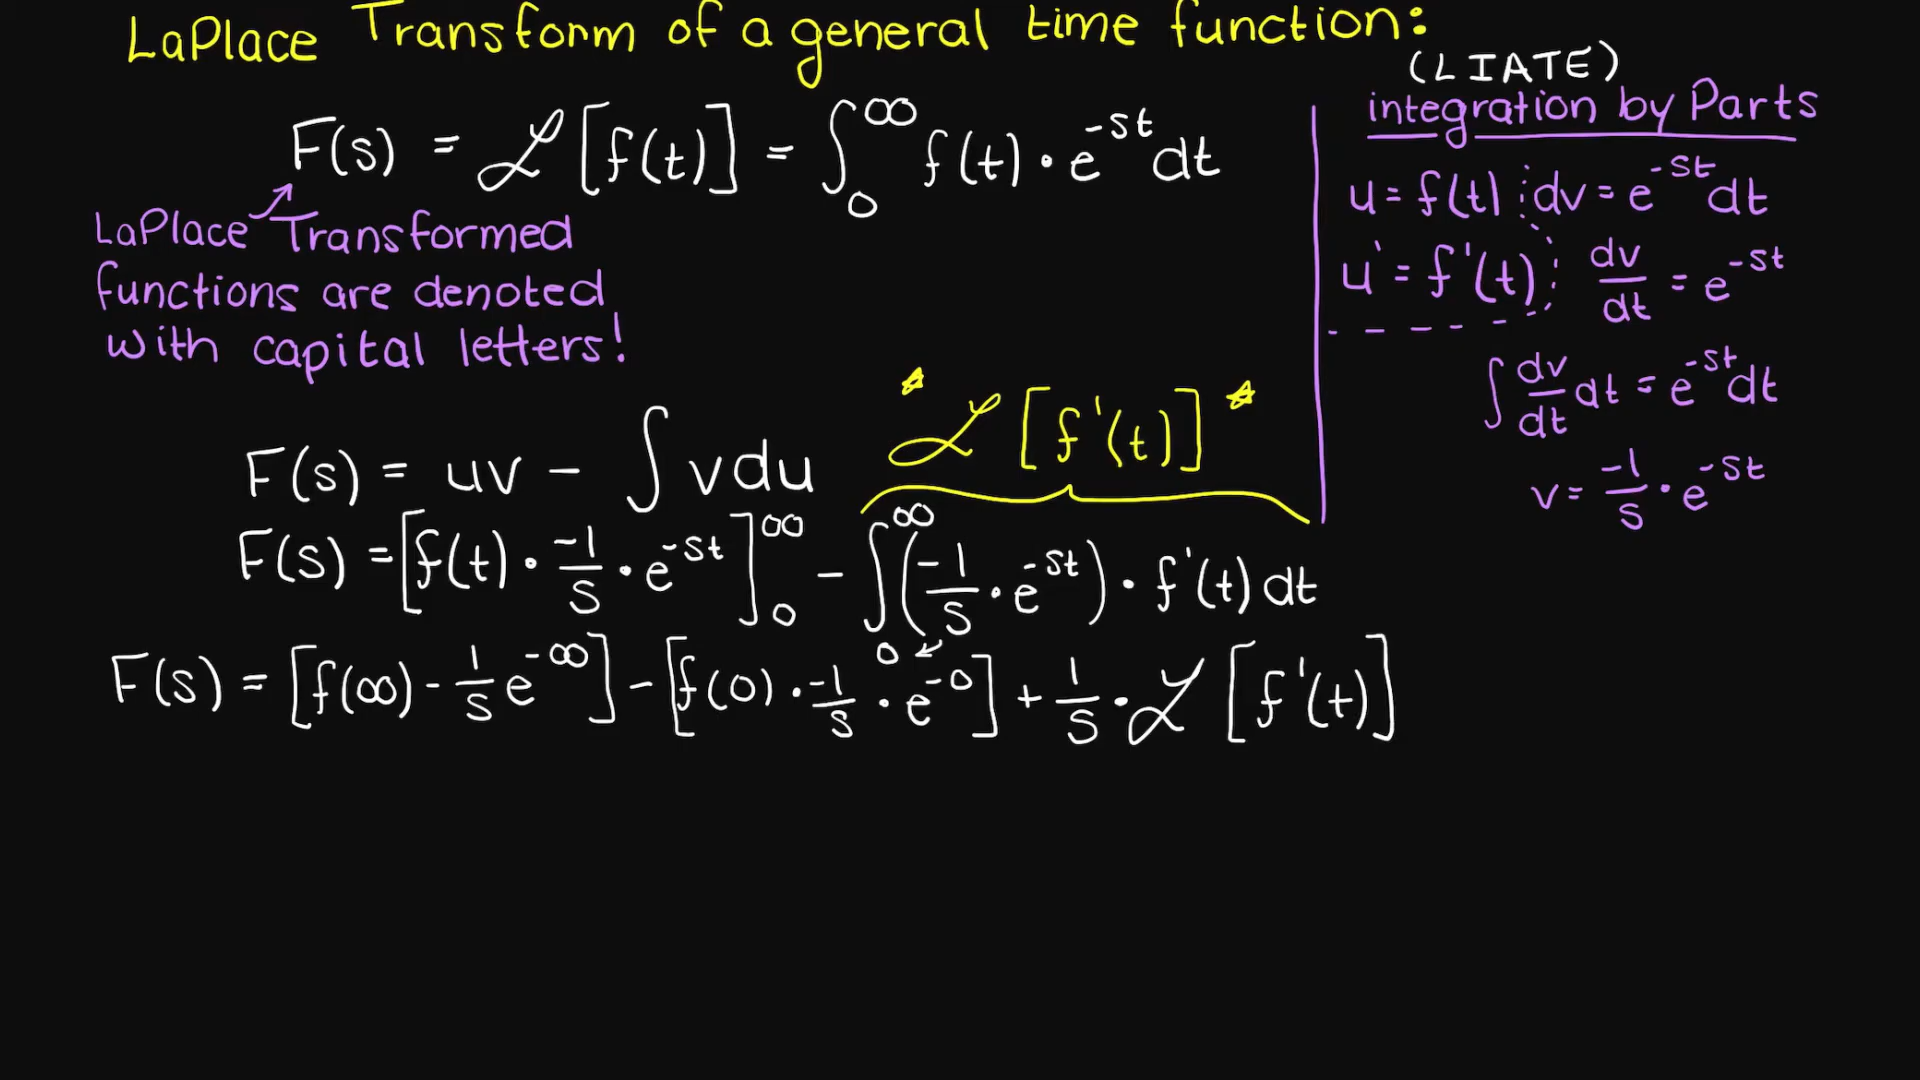 LaPlace Transform of a general time function:
F(s) = ℒ[f(t)] = ∫₀^∞ f(t)·e^{-st}dt
LaPlace Transformed
functions are denoted
with capital letters!
(LIATE)
integration by Parts
u = f(t) dv = e^{-st}dt
u' = f'(t) dv/dt = e^{-st}
∫ dv/dt dt = e^{-st}dt
v = -1/s · e^{-st}
ℒ[f'(t)]
F(s) = uv - ∫vdu
F(s) = [f(t)·-1/s·e^{-st}]₀^∞ - ∫₀^∞(-1/s·e^{-st})·f'(t)dt
F(s) = [f(∞)-1/s e^{-∞}] - [f(0)·-1/s·e^{-0}] + 1/s·ℒ[f'(t)]